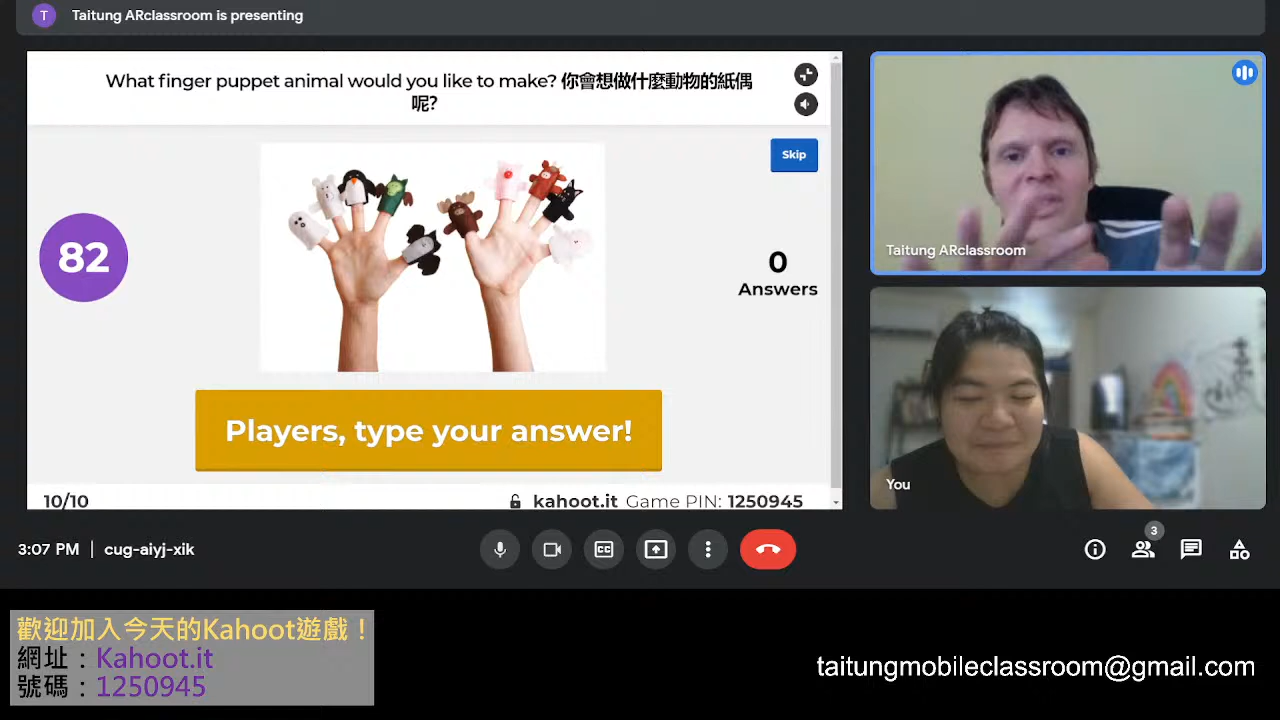 T Taitung ARclassroom is presenting
What finger puppet animal would you like to make? 你會想做什麼動物的紙偶
呢?
Skip
82
0
Answers
Players, type your answer!
10/10
kahoot.it Game PIN: 1250945
Taitung ARclassroom
You
3:07 PM | cug-aiyj-xik
CC
3
歡迎加入今天的Kahoot遊戲！
網址：Kahoot.it
號碼：1250945
taitungmobileclassroom@gmail.com